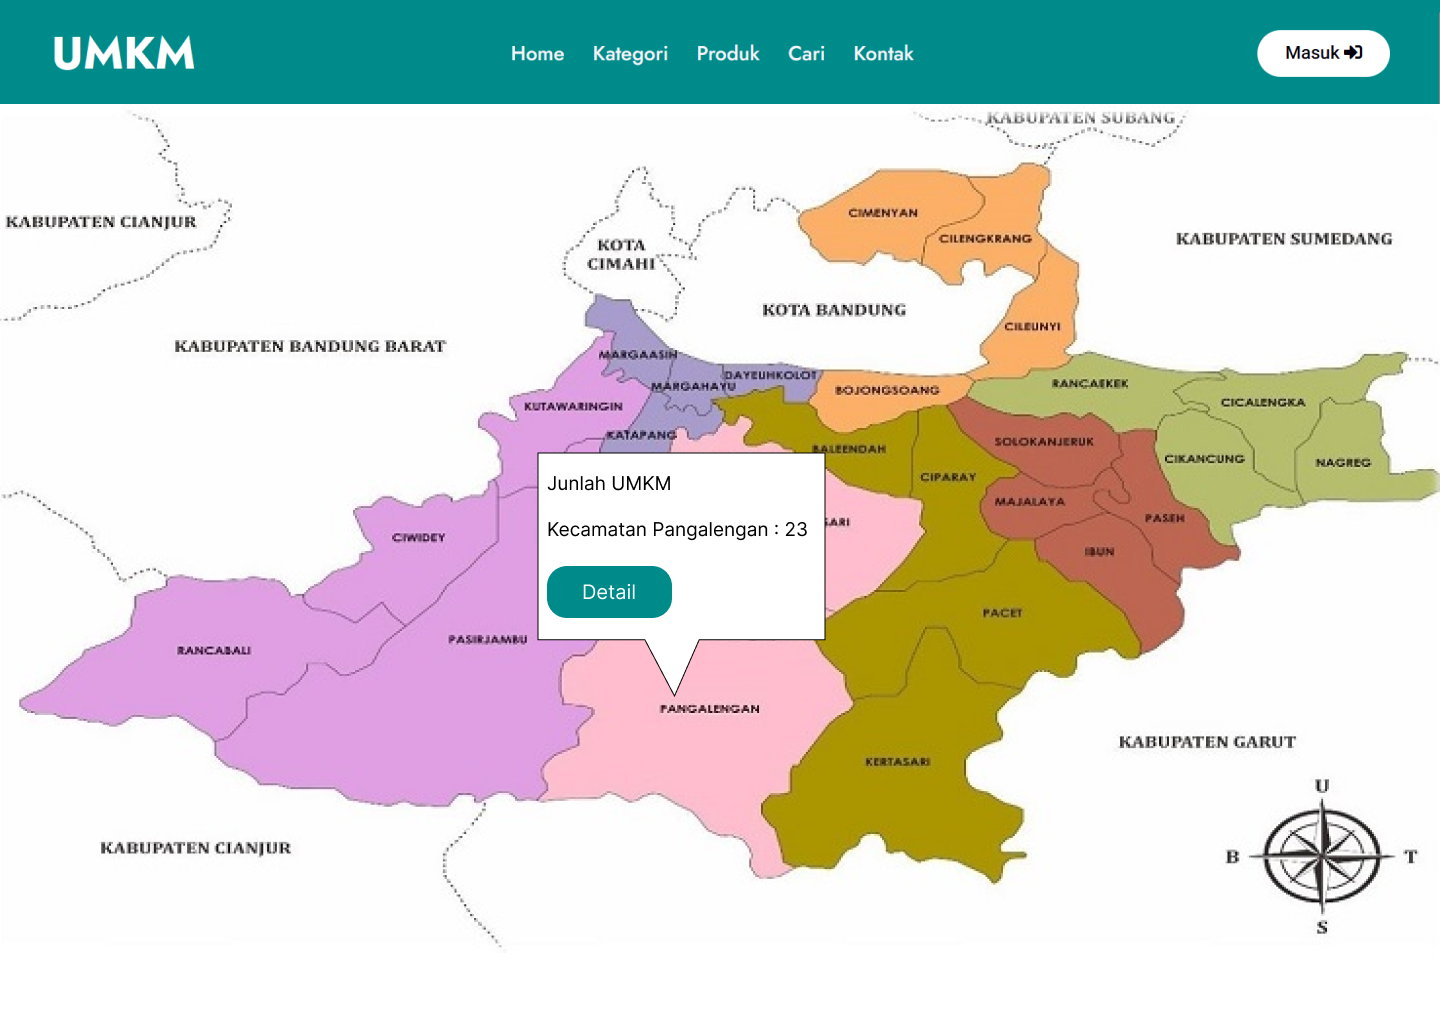 UMKM
Home Kategori Produk Cari Kontak
Masuk
KABUPATEN SUBANG
KABUPATEN CIANJUR
KOTA
CIMAHI
CIMENYAN
CILENGKRANG
KABUPATEN SUMEDANG
KOTA BANDUNG
CILEUNYI
KABUPATEN BANDUNG BARAT
MARGAASIH
MARGAHAYU
DAYEUHKOLOT
BOJONGSOANG
RANCAEKEK
CICALENGKA
KUTAWARINGIN
KATAPANG
BALEENDAH
SOLOKANJERUK
CIKANCUNG
NAGREG
CIPARAY
Junlah UMKM
MAJALAYA
PASEH
SARI
Kecamatan Pangalengan : 23
CIWIDEY
IBUN
Detail
PACET
RANCABALI
PASIRJAMBU
PANGALENGAN
KERTASARI
KABUPATEN GARUT
KABUPATEN CIANJUR
U
B
T
S